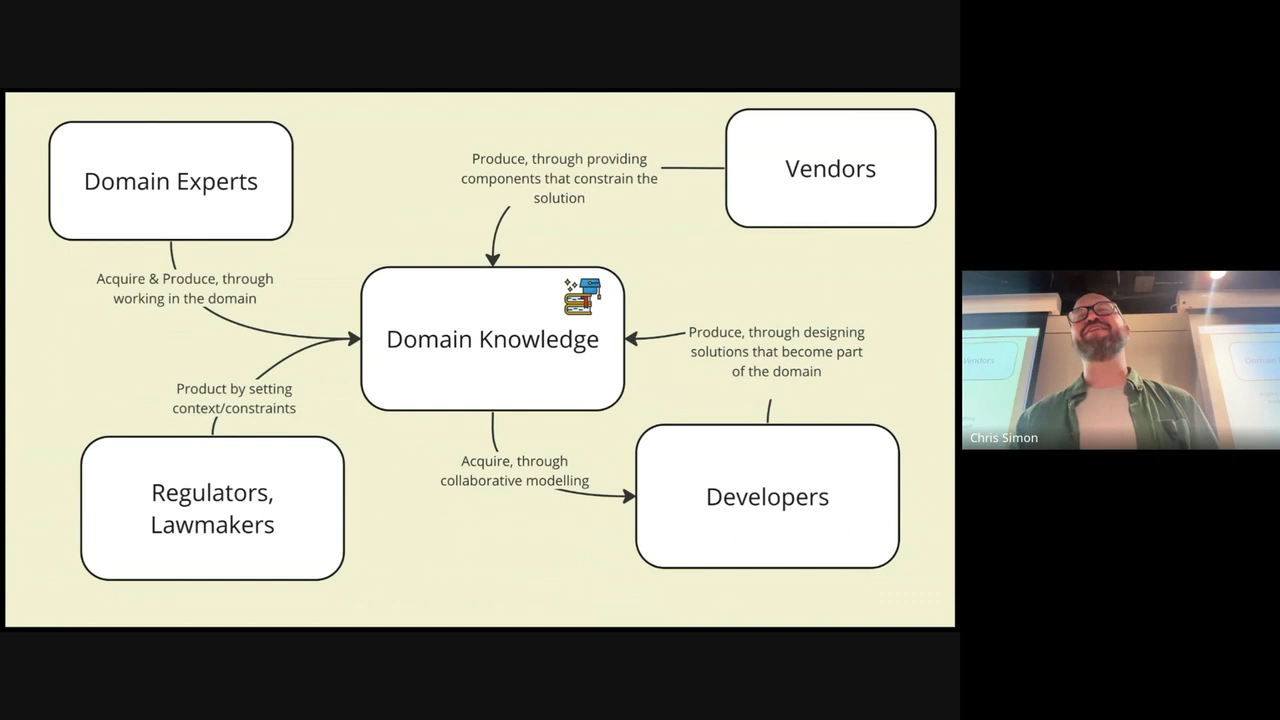 Domain Experts
Vendors
Produce, through providing
components that constrain the
solution
Acquire & Produce, through
working in the domain
Domain Knowledge
Produce, through designing
solutions that become part
of the domain
Product by setting
context/constraints
Acquire, through
collaborative modelling
Regulators,
Lawmakers
Developers
Vendors
Chris Simon